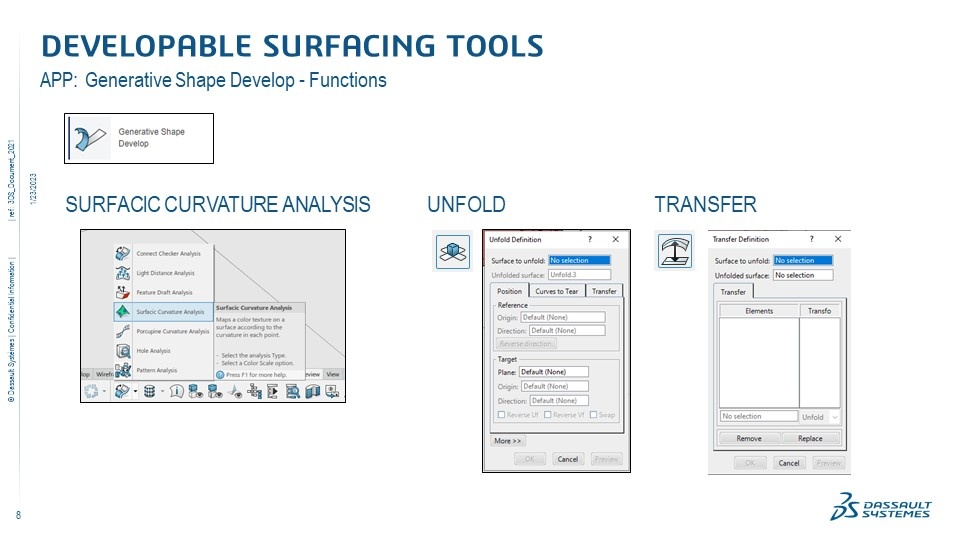 DEVELOPABLE SURFACING TOOLS
APP: Generative Shape Develop - Functions
Generative Shape
Develop
| ref.: 3DS_Document_2021
1/23/2023
© Dassault Systèmes | Confidential Information |
SURFACIC CURVATURE ANALYSIS
Connect Checker Analysis
Light Distance Analysis
Feature Draft Analysis
Surfacic Curvature Analysis
Porcupine Curvature Analysis
Hole Analysis
Pattern Analysis
Surfacic Curvature Analysis
Maps a color texture on a
surface according to the
curvature in each point.
- Select the analysis Type.
- Select a Color Scale option.
Press F1 for more help.
View
UNFOLD
Unfold Definition ? X
Surface to unfold: No selection
Unfolded surface: Unfold.3
Position Curves to Tear Transfer
Reference
Origin: Default (None)
Direction: Default (None)
Reverse direction
Target
Plane: Default (None)
Origin: Default (None)
Direction: Default (None)
Reverse Uf Reverse Vf Swap
More >>
OK Cancel Preview
TRANSFER
Transfer Definition ? X
Surface to unfold: No selection
Unfolded surface: No selection
Transfer
Elements Transfo
No selection Unfold
Remove Replace
OK Cancel Preview
8
DASSAULT
SYSTEMES